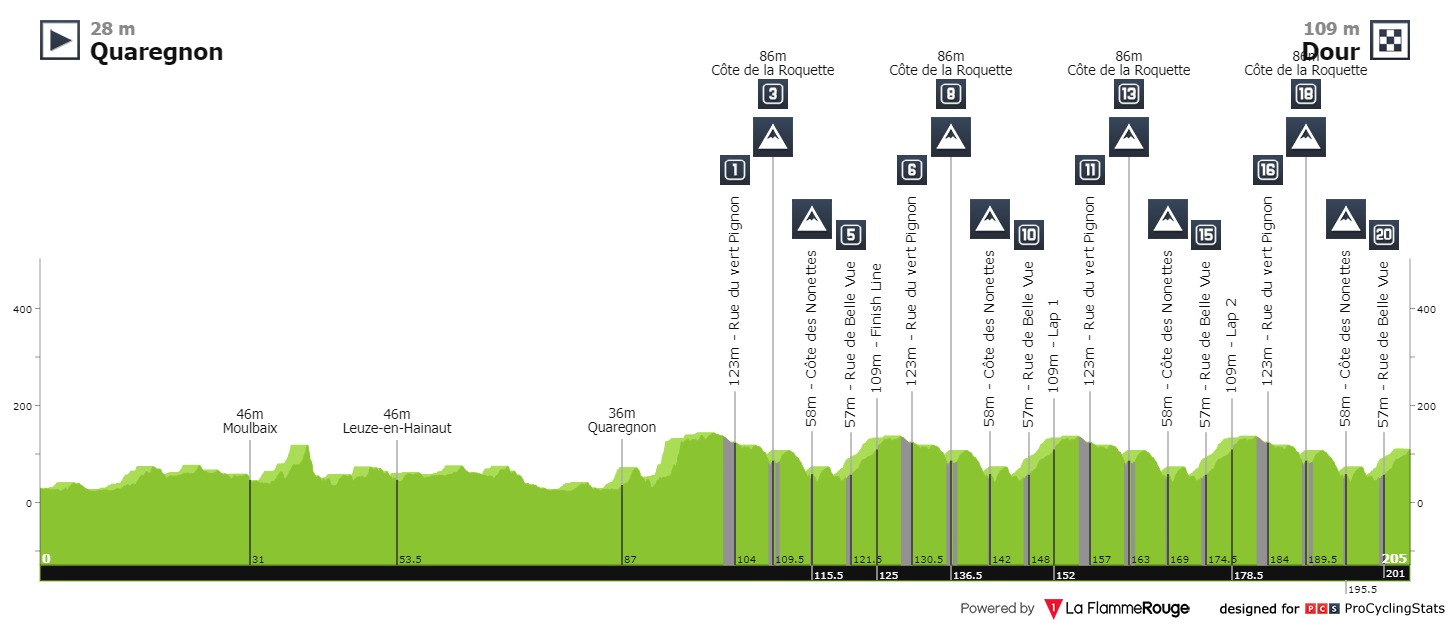 28 m
Quaregnon
109 m
Dour
86m
Côte de la Roquette
3
86m
Côte de la Roquette
8
86m
Côte de la Roquette
13
86m
Côte de la Roquette
18
1
6
11
16
5
10
15
20
123m - Rue du vert Pignon
58m - Côte des Nonettes
57m - Rue de Belle Vue
109m - Finish Line
123m - Rue du vert Pignon
58m - Côte des Nonettes
57m - Rue de Belle Vue
109m - Lap 1
123m - Rue du vert Pignon
58m - Côte des Nonettes
57m - Rue de Belle Vue
109m - Lap 2
123m - Rue du vert Pignon
58m - Côte des Nonettes
57m - Rue de Belle Vue
400
400
200
200
0
0
46m
Moulbaix
46m
Leuze-en-Hainaut
36m
Quaregnon
0 31 53.5 87 104 109.5 121.5 130.5 142 148 157 163 169 174.5 184 189.5 205
115.5 125 136.5 152 178.5 201
195.5
Powered by 1 La FlammeRouge designed for PCS ProCyclingStats